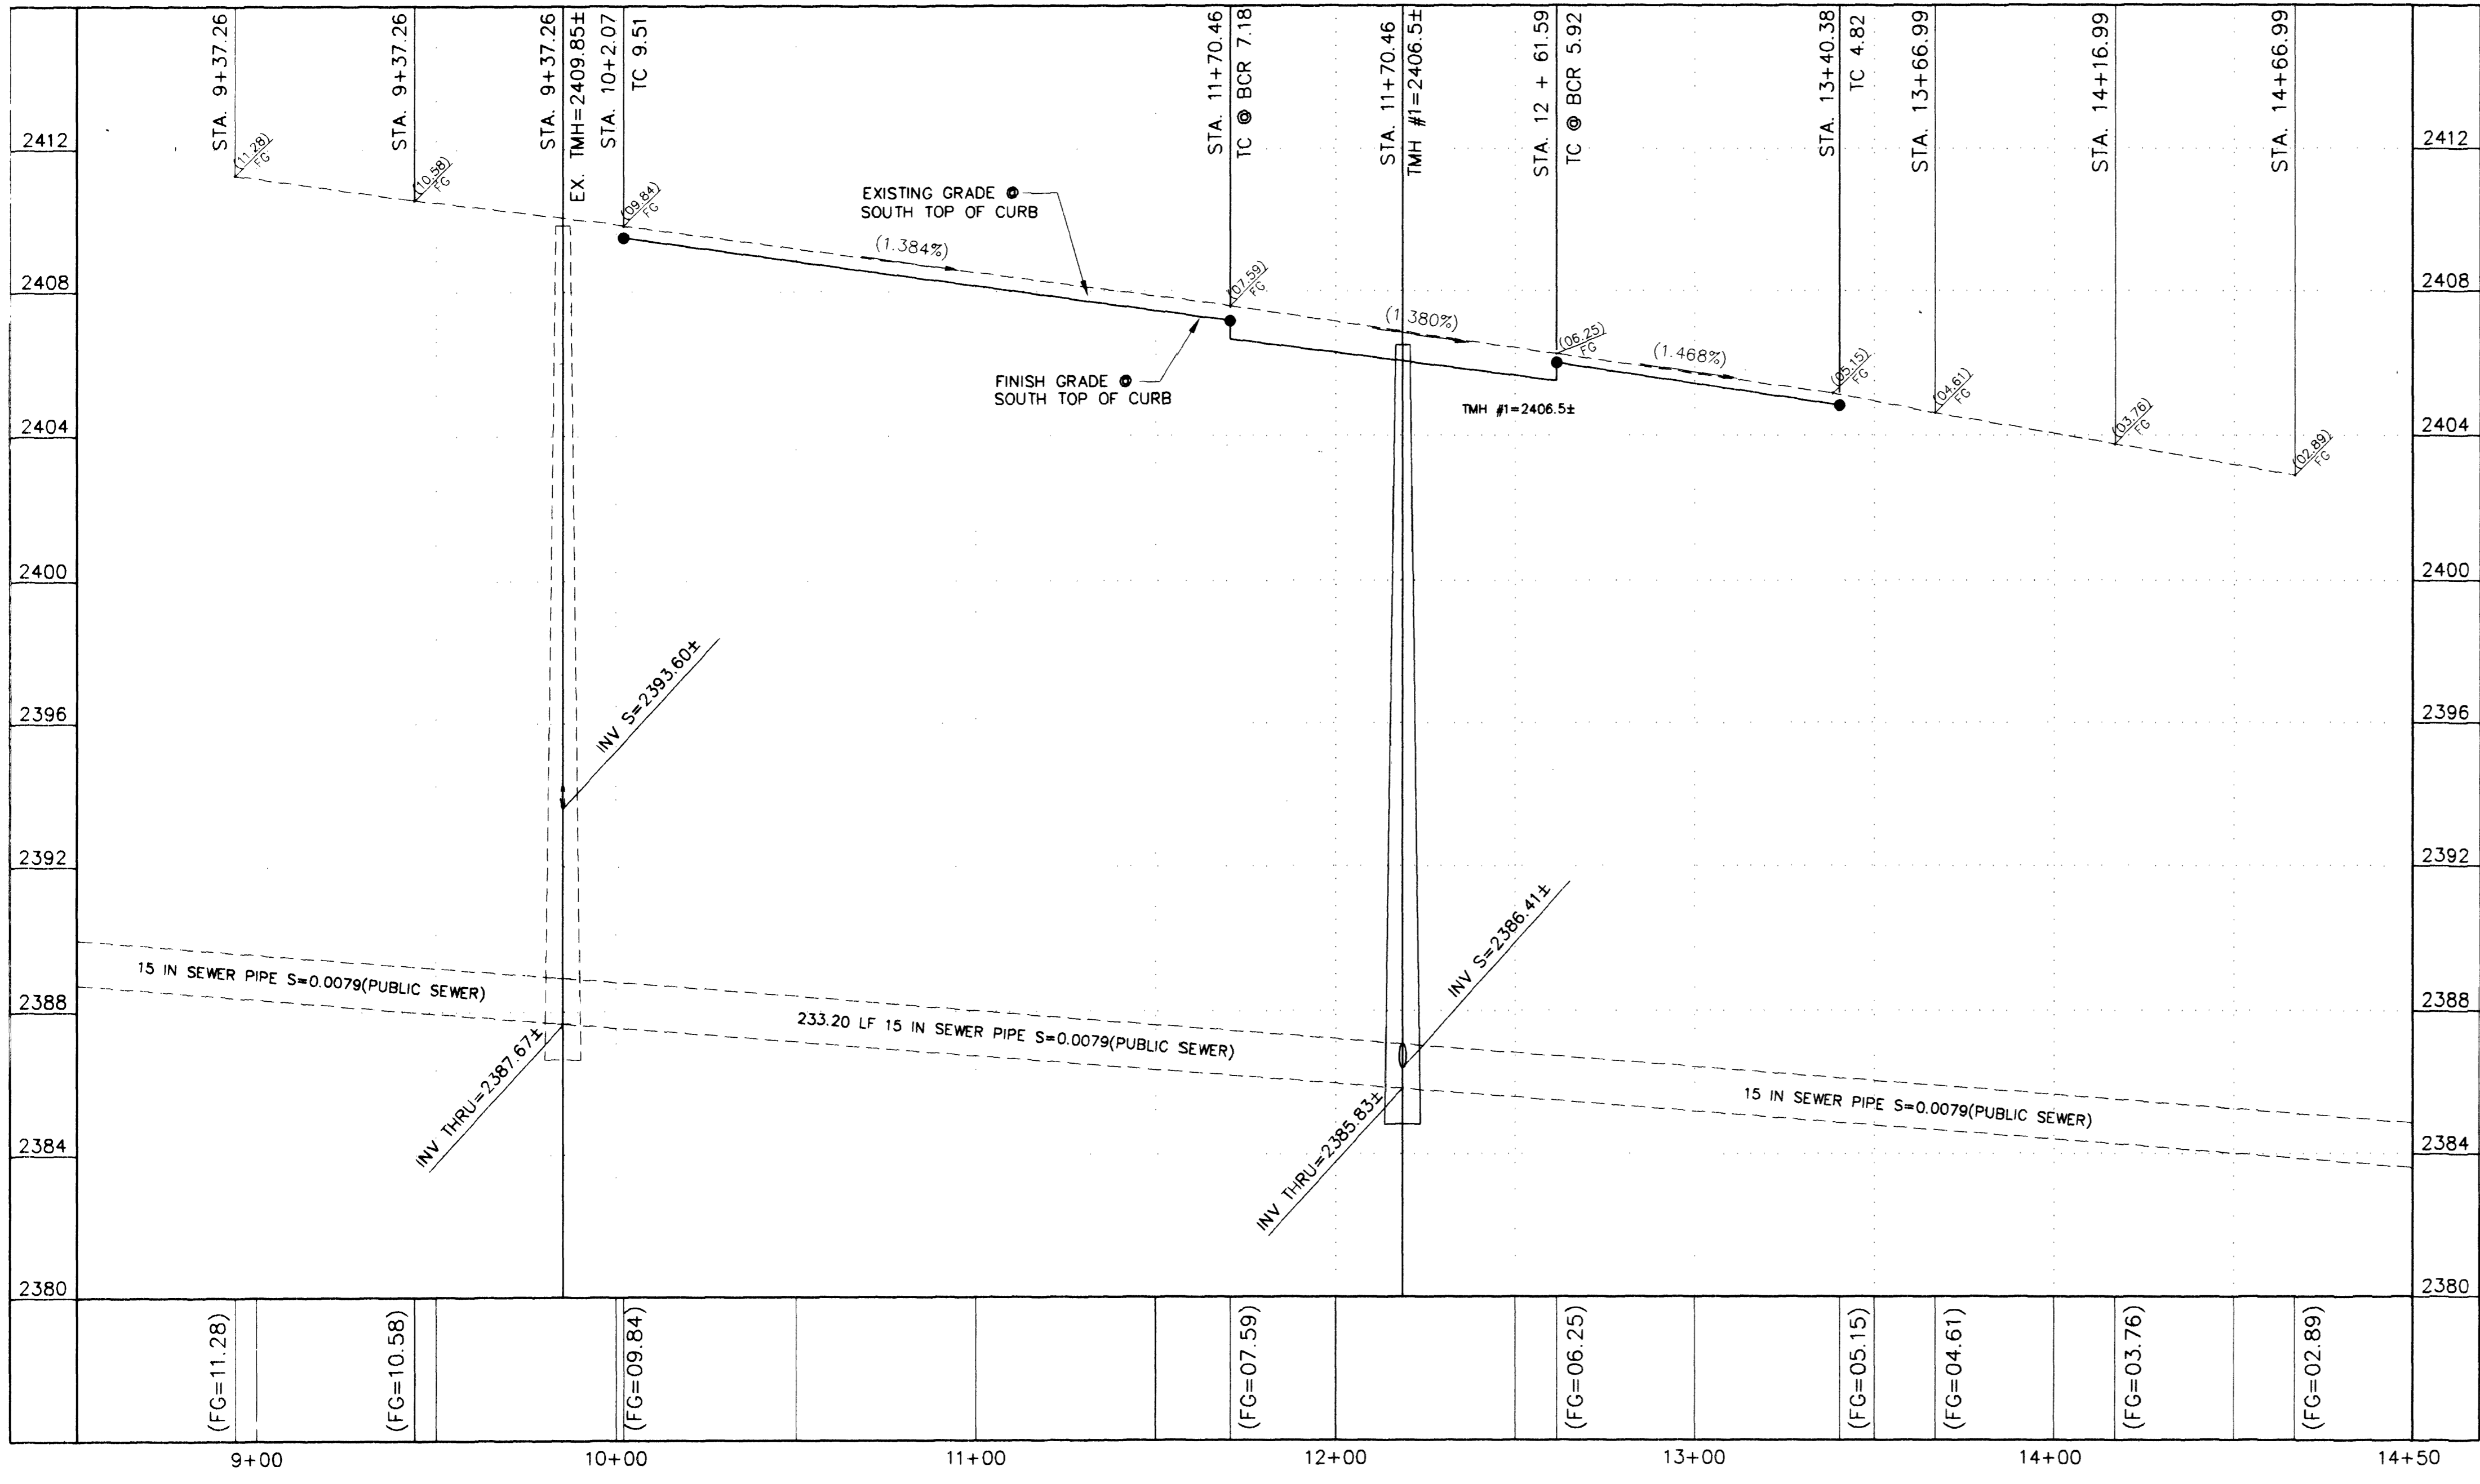 STA. 9+37.26
STA. 9+37.26
STA. 9+37.26
EX. TMH=2409.85±
STA. 10+2.07
TC 9.51
STA. 11+70.46
TC @ BCR 7.18
STA. 11+70.46
TMH #1=2406.5±
STA. 12 + 61.59
TC @ BCR 5.92
STA. 13+40.38
TC 4.82
STA. 13+66.99
STA. 14+16.99
STA. 14+66.99
2412
2412
(11.28)
FG
(10.58)
FG
(09.84)
FG
EXISTING GRADE @
SOUTH TOP OF CURB
(1.384%)
2408
2408
(07.59)
FG
(1.380%)
(06.25)
FG
(1.468%)
(05.15)
FG
(04.61)
FG
(03.76)
FG
(02.89)
FG
FINISH GRADE @
SOUTH TOP OF CURB
TMH #1=2406.5±
2404
2404
2400
2400
INV S=2393.60±
2396
2396
2392
2392
INV S=2386.41±
15 IN SEWER PIPE S=0.0079(PUBLIC SEWER)
2388
2388
233.20 LF 15 IN SEWER PIPE S=0.0079(PUBLIC SEWER)
INV THRU=2387.67±
INV THRU=2385.83±
15 IN SEWER PIPE S=0.0079(PUBLIC SEWER)
2384
2384
2380
2380
(FG=11.28)
(FG=10.58)
(FG=09.84)
(FG=07.59)
(FG=06.25)
(FG=05.15)
(FG=04.61)
(FG=03.76)
(FG=02.89)
9+00
10+00
11+00
12+00
13+00
14+00
14+50